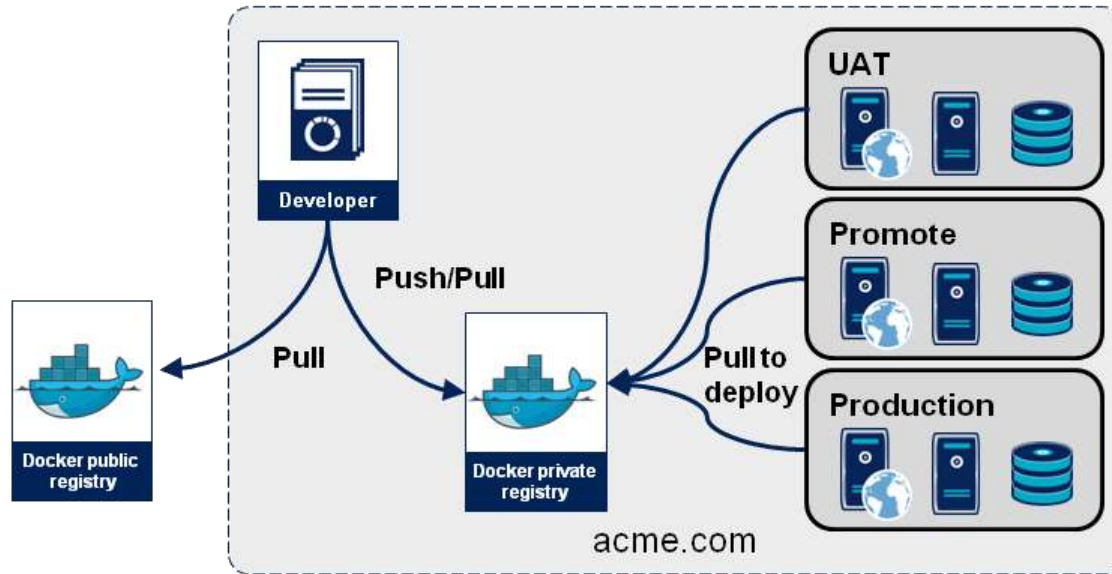 Developer
Push/Pull
Pull
Docker public
registry
Docker private
registry
Pull to
deploy
UAT
Promote
Production
acme.com